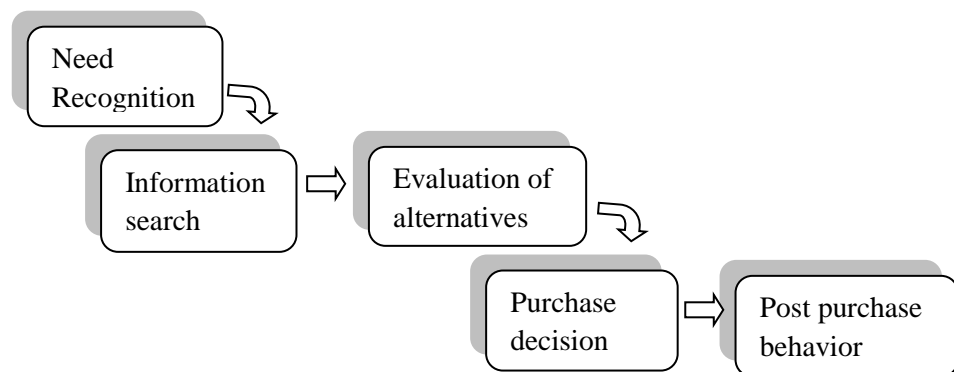 Need
Recognition
Information
search
Evaluation of
alternatives
Purchase
decision
Post purchase
behavior